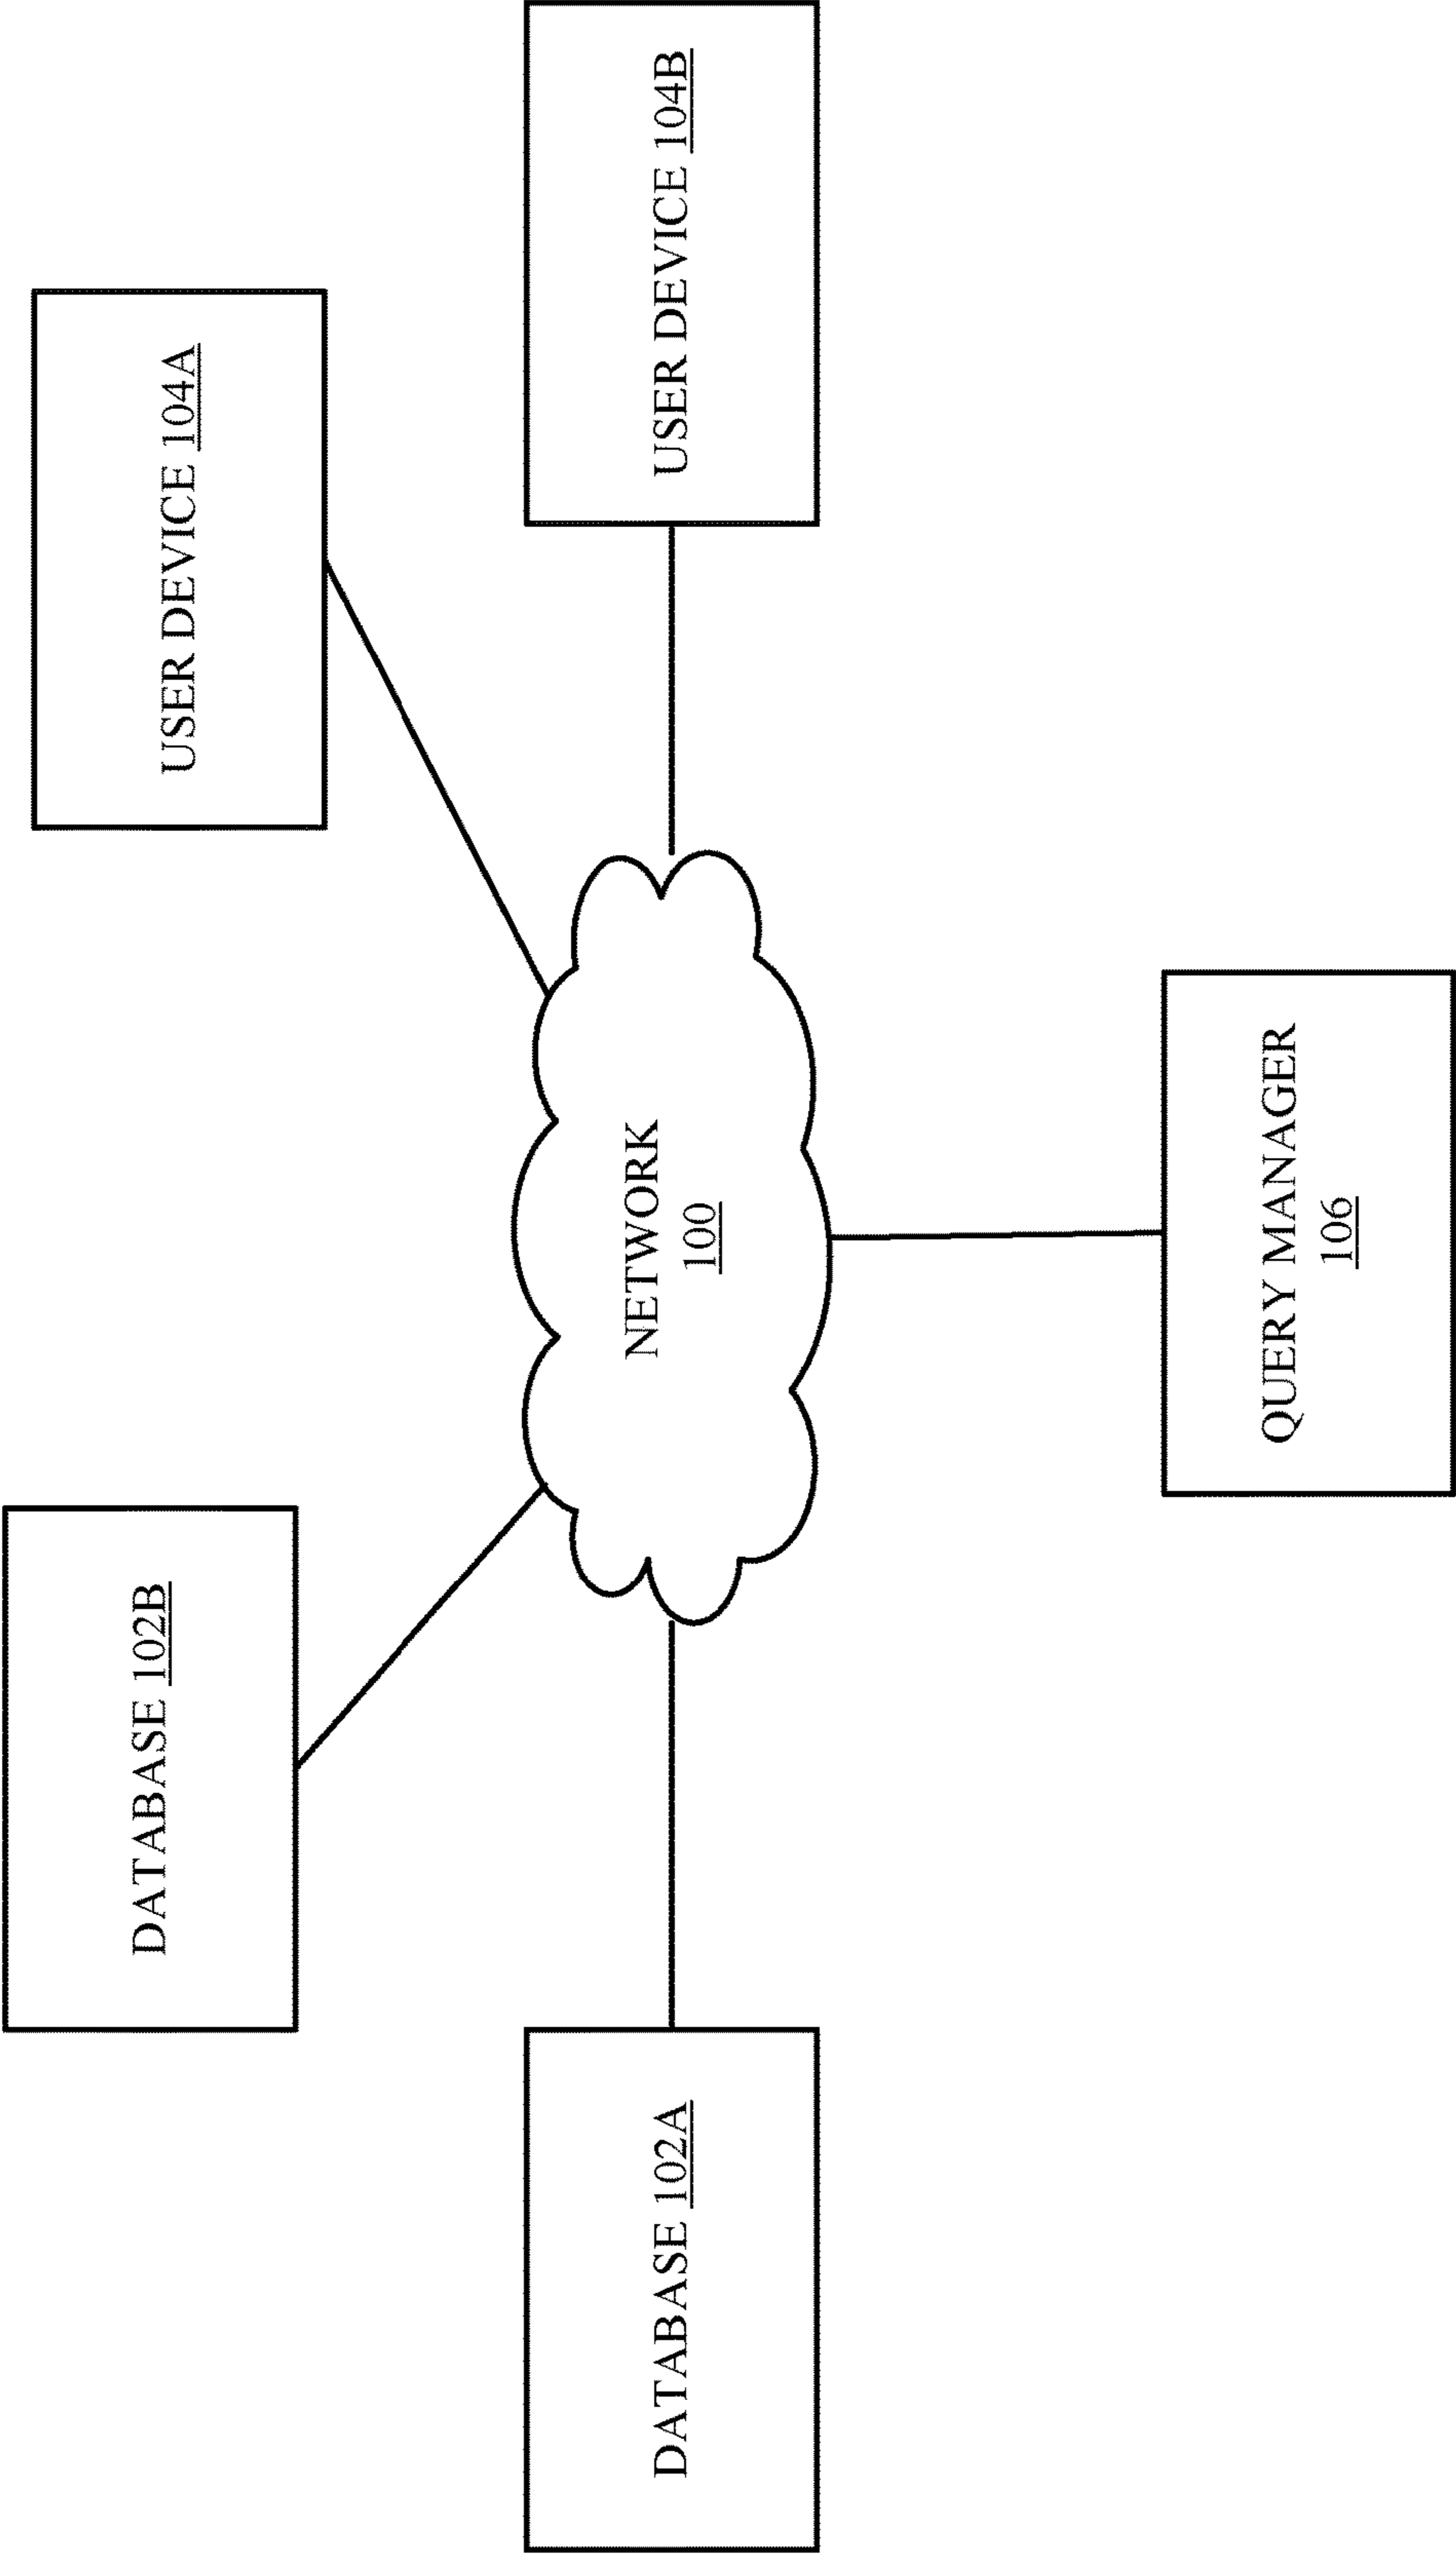 DATABASE 102B
USER DEVICE 104A
DATABASE 102A
NETWORK
100
USER DEVICE 104B
QUERY MANAGER
106